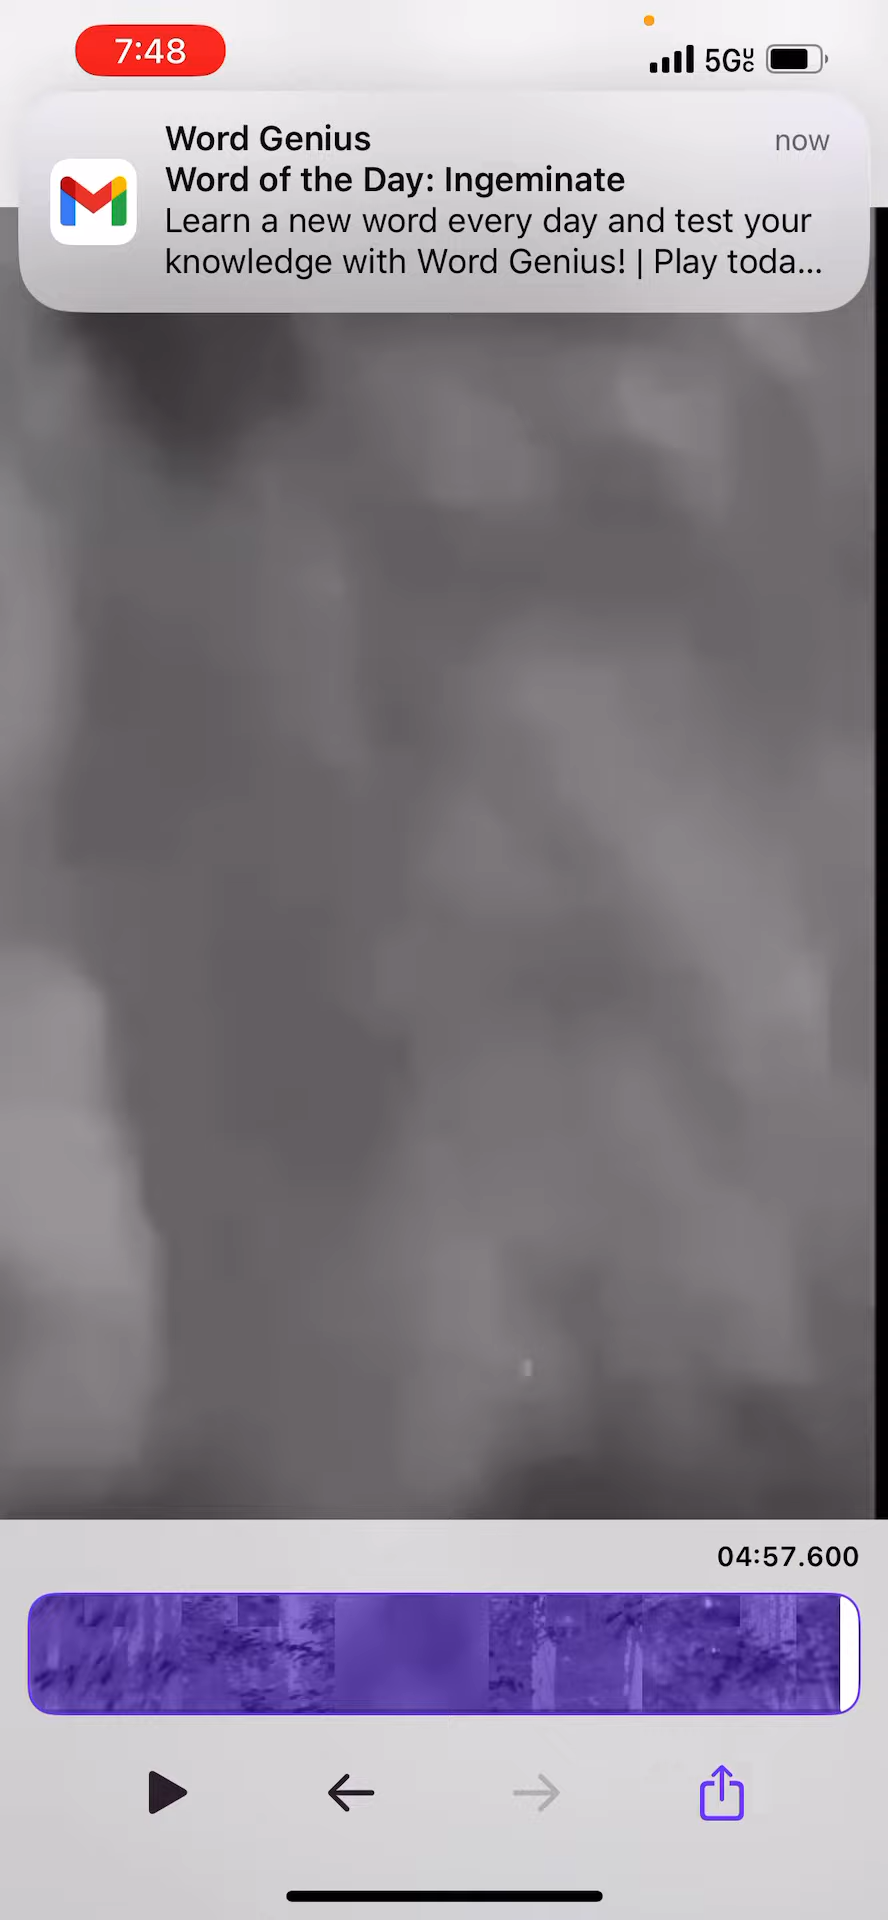 7:48
5Gᵁc
Word Genius
now
Word of the Day: Ingeminate
Learn a new word every day and test your
knowledge with Word Genius! | Play toda...
04:57.600